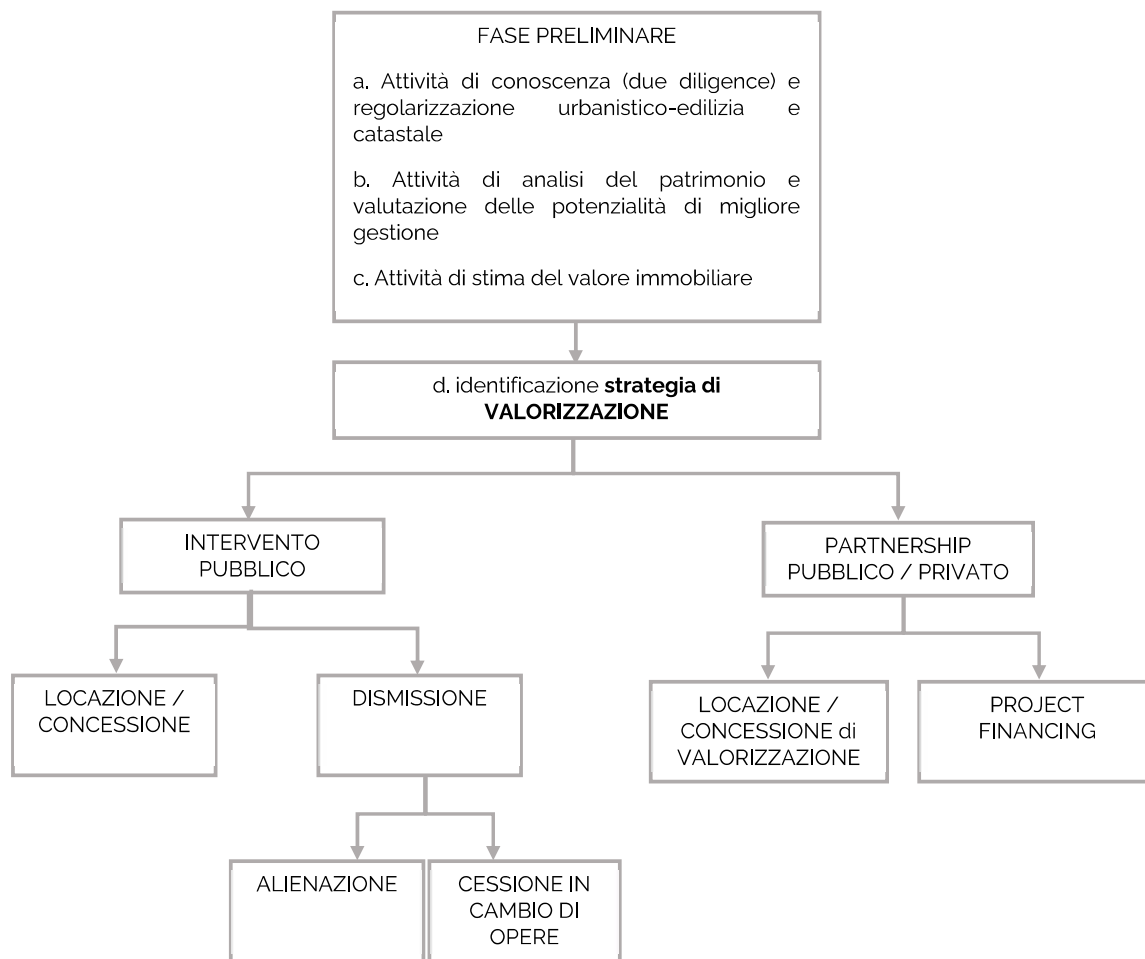 FASE PRELIMINARE
a. Attività di conoscenza (due diligence) e
regolarizzazione urbanistico-edilizia e
catastale
b. Attività di analisi del patrimonio e
valutazione delle potenzialità di migliore
gestione
c. Attività di stima del valore immobiliare
d. identificazione strategia di
VALORIZZAZIONE
INTERVENTO
PUBBLICO
PARTNERSHIP
PUBBLICO / PRIVATO
LOCAZIONE /
CONCESSIONE
DISMISSIONE
LOCAZIONE /
CONCESSIONE di
VALORIZZAZIONE
PROJECT
FINANCING
ALIENAZIONE
CESSIONE IN
CAMBIO DI
OPERE